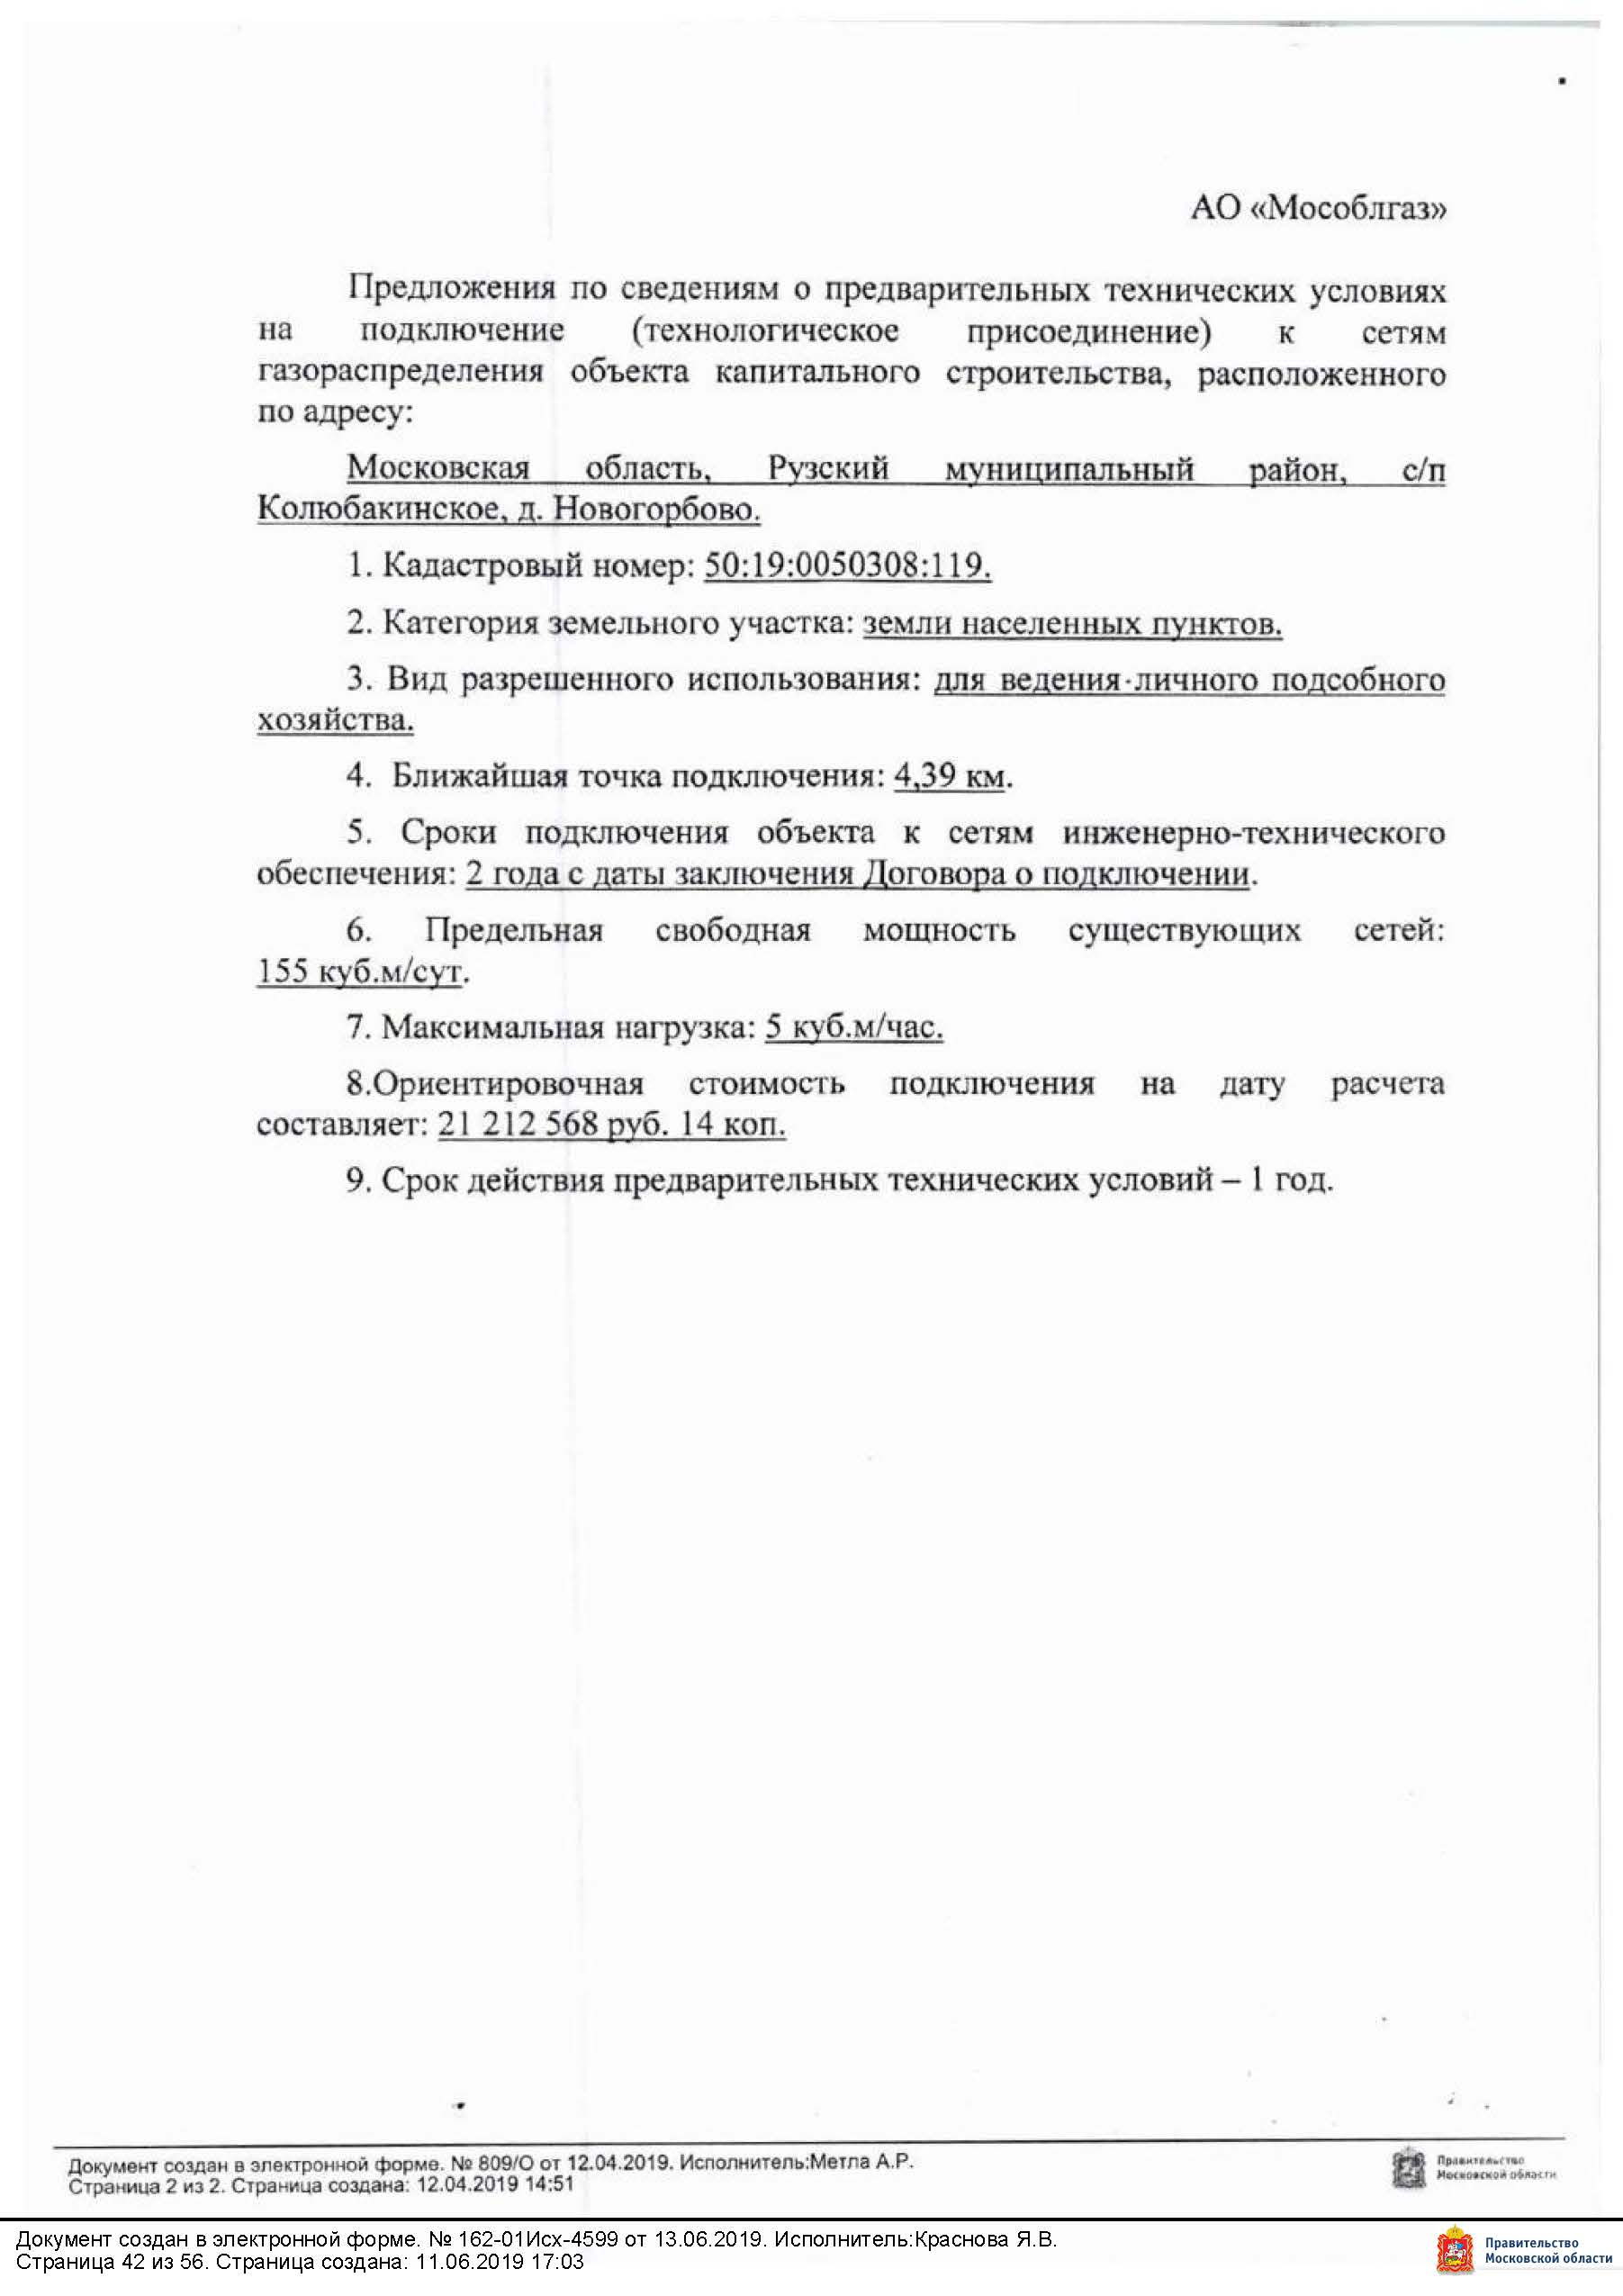 АО «Мособлгаз»
Предложения по сведениям о предварительных технических условиях
на подключение (технологическое присоединение) к сетям
газораспределения объекта капитального строительства, расположенного
по адресу:
Московская область, Рузский муниципальный район, с/п
Колюбакинское, д. Новогорбово.
1. Кадастровый номер: 50:19:0050308:119.
2. Категория земельного участка: земли населенных пунктов.
3. Вид разрешенного использования: для ведения личного подсобного
хозяйства.
4. Ближайшая точка подключения: 4,39 км.
5. Сроки подключения объекта к сетям инженерно-технического
обеспечения: 2 года с даты заключения Договора о подключении.
6. Предельная свободная мощность существующих сетей:
155 куб.м/сут.
7. Максимальная нагрузка: 5 куб.м/час.
8.Ориентировочная стоимость подключения на дату расчета
составляет: 21 212 568 руб. 14 коп.
9. Срок действия предварительных технических условий – 1 год.
Документ создан в электронной форме. № 809/О от 12.04.2019. Исполнитель:Метла А.Р.
Страница 2 из 2. Страница создана: 12.04.2019 14:51
Правительство
Московской области
Документ создан в электронной форме. № 162-01Исх-4599 от 13.06.2019. Исполнитель:Краснова Я.В.
Страница 42 из 56. Страница создана: 11.06.2019 17:03
Правительство
Московской области